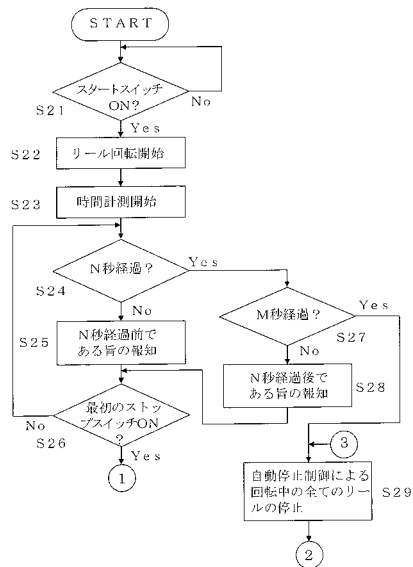 START
スタートスイッチ
ON?
S21
No
Yes
S22
リール回転開始
S23
時間計測開始
N秒経過?
Yes
S24
No
M秒経過?
Yes
S27
S25
N秒経過前で
ある旨の報知
No
N秒経過後で
ある旨の報知
S28
最初のストッ
プスイッチON
?
No
S26
Yes
①
③
自動停止制御による
回転中の全てのリー
ルの停止
S29
②